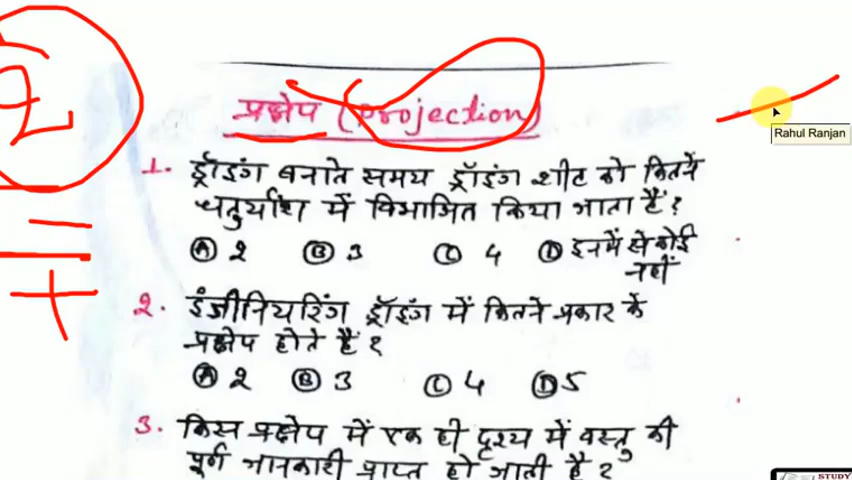 प्रक्षेप (Projection)
Rahul Ranjan
1. ड्रॉइंग बनाते समय ड्रॉइंग शीट को कितने
चतुर्थांश में विभाजित किया जाता है ?
Ⓐ 2 Ⓑ 3 Ⓒ 4 Ⓓ इनमें से कोई
नहीं
2. इंजीनियरिंग ड्रॉइंग में कितने प्रकार के
प्रक्षेप होते हैं ?
Ⓐ 2 Ⓑ 3 Ⓒ 4 Ⓓ 5
3. किस प्रक्षेप में एक ही दृश्य में वस्तु की
पूर्ण जानकारी प्राप्त हो जाती है ?
STUDY